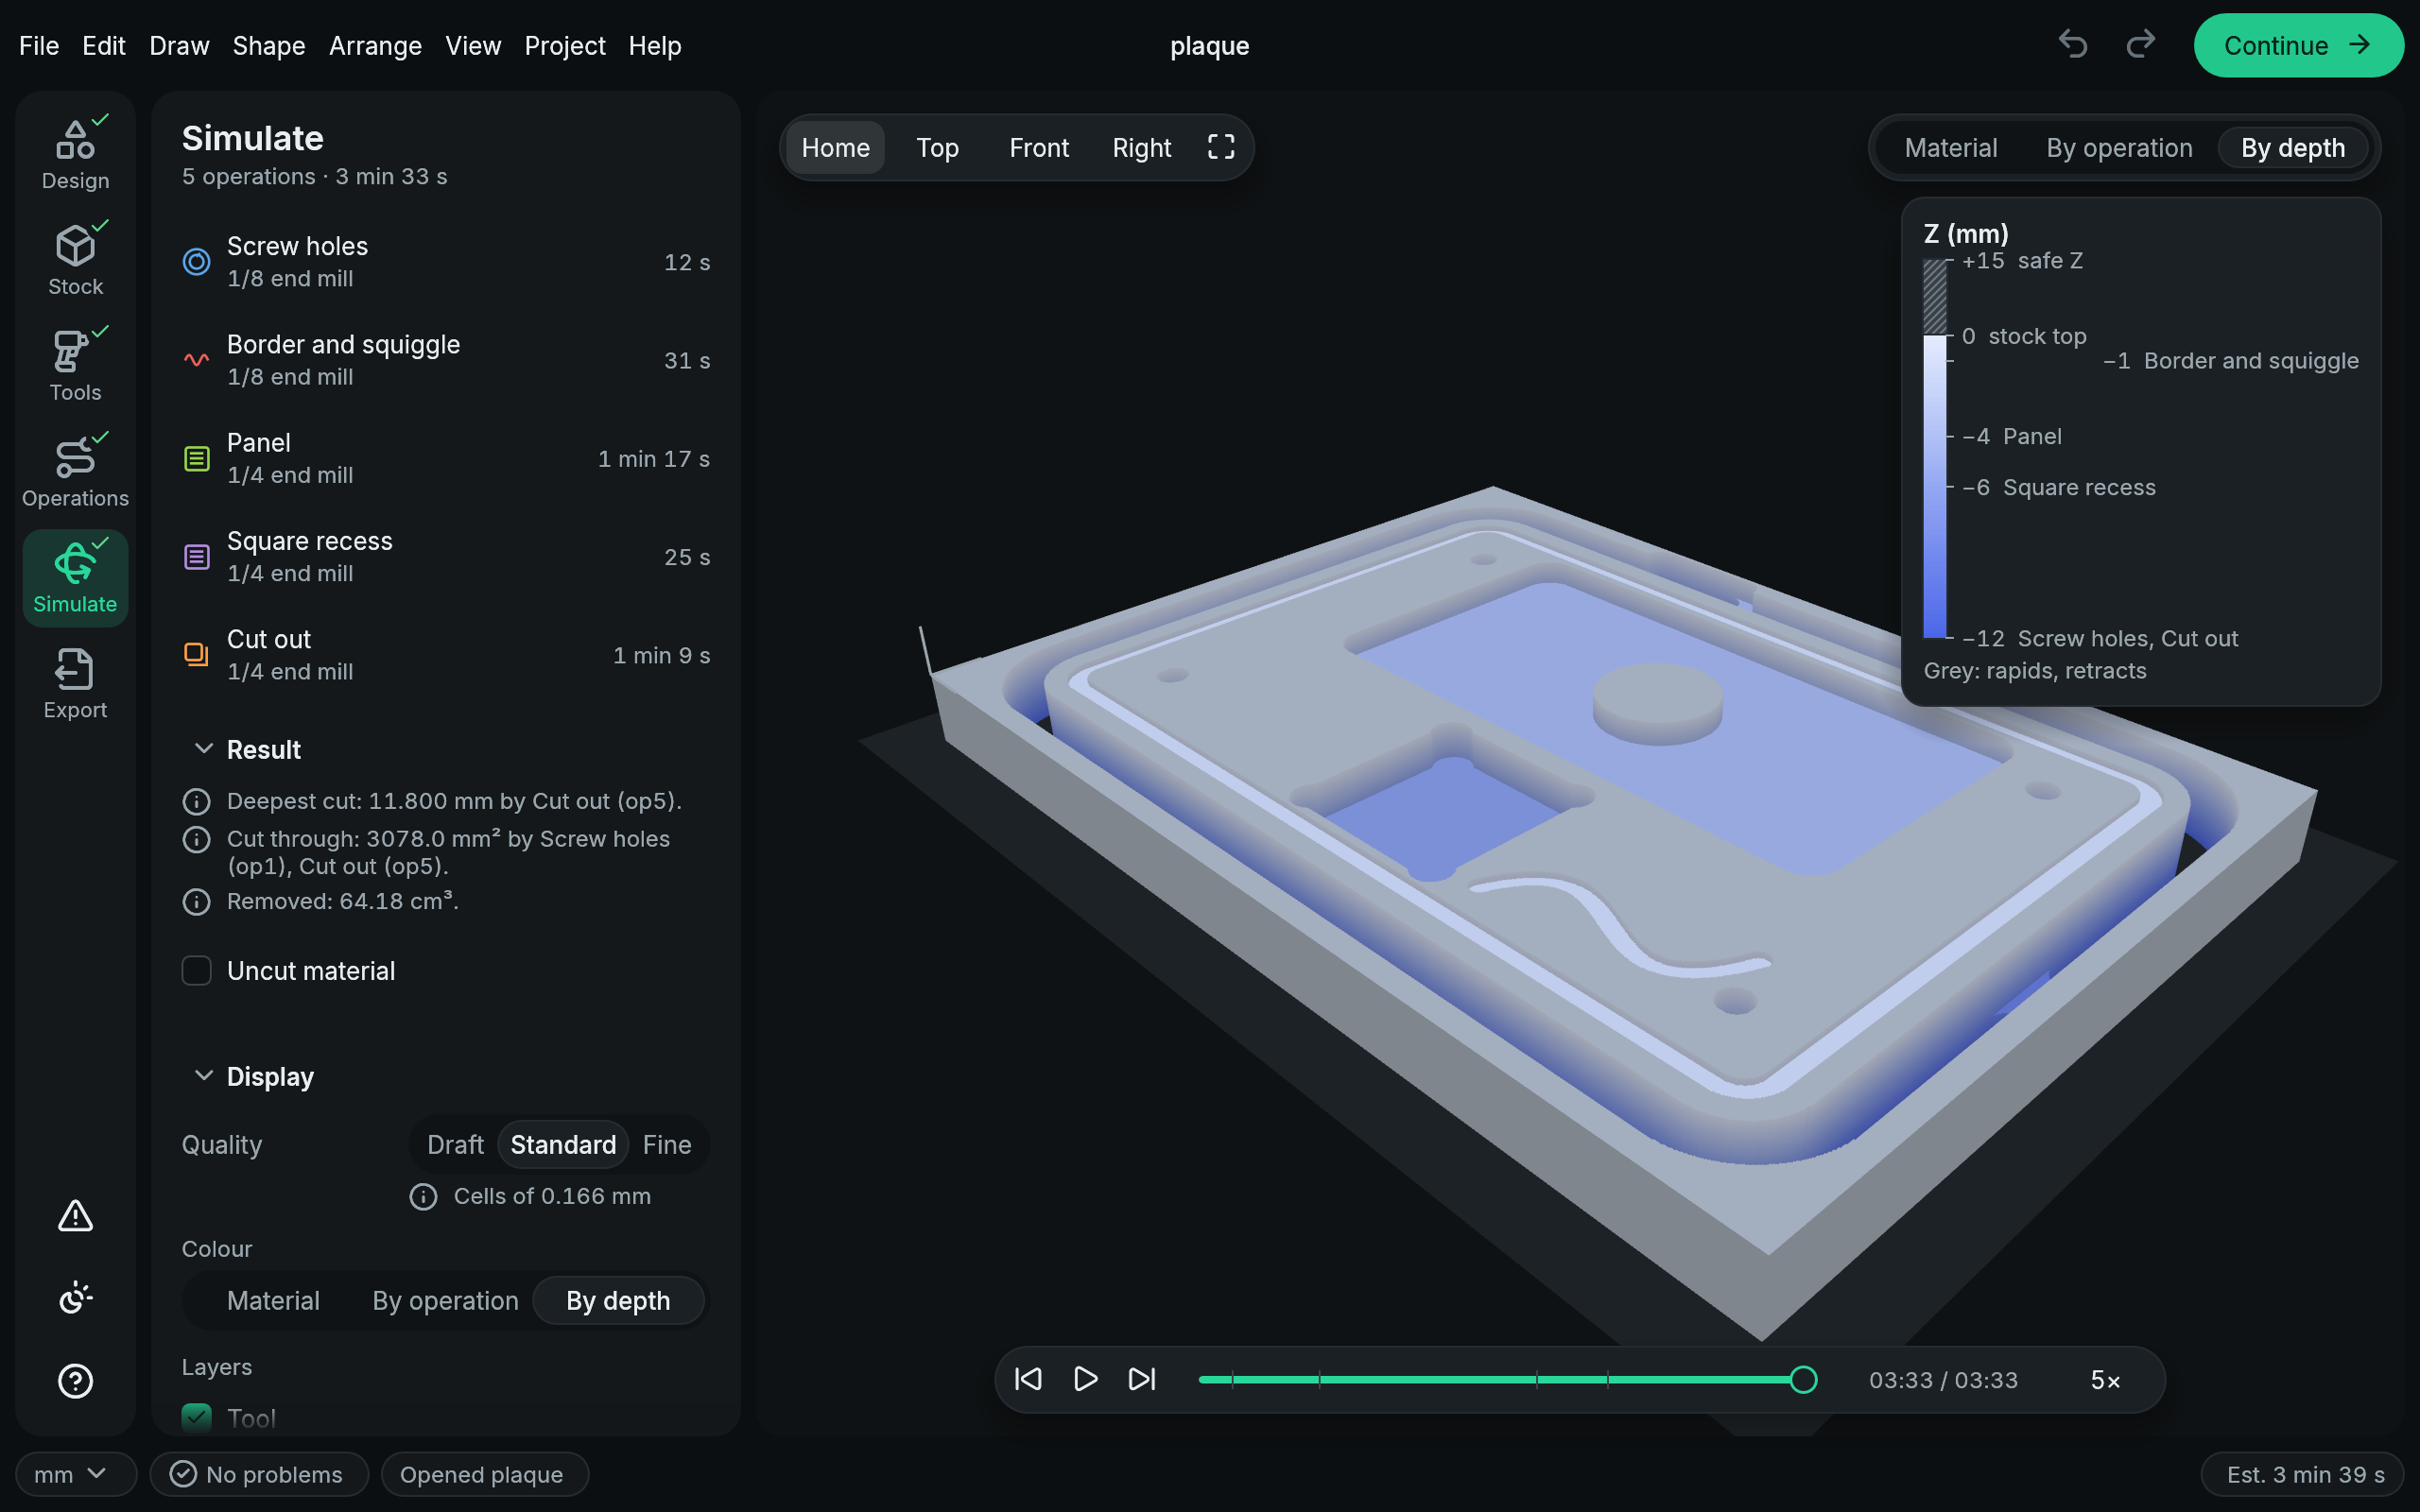 File Edit Draw Shape Arrange View Project Help
plaque
Continue
Design
Stock
Tools
Operations
Simulate
Export
Simulate
5 operations · 3 min 33 s
Screw holes
1/8 end mill
12 s
Border and squiggle
1/8 end mill
31 s
Panel
1/4 end mill
1 min 17 s
Square recess
1/4 end mill
25 s
Cut out
1/4 end mill
1 min 9 s
Result
Deepest cut: 11.800 mm by Cut out (op5).
Cut through: 3078.0 mm² by Screw holes
(op1), Cut out (op5).
Removed: 64.18 cm³.
Uncut material
Display
Quality
Draft Standard Fine
Cells of 0.166 mm
Colour
Material By operation By depth
Layers
Tool
Home Top Front Right
Material By operation By depth
Z (mm)
+15 safe Z
0 stock top
−1 Border and squiggle
−4 Panel
−6 Square recess
−12 Screw holes, Cut out
Grey: rapids, retracts
03:33 / 03:33
5×
mm
No problems
Opened plaque
Est. 3 min 39 s